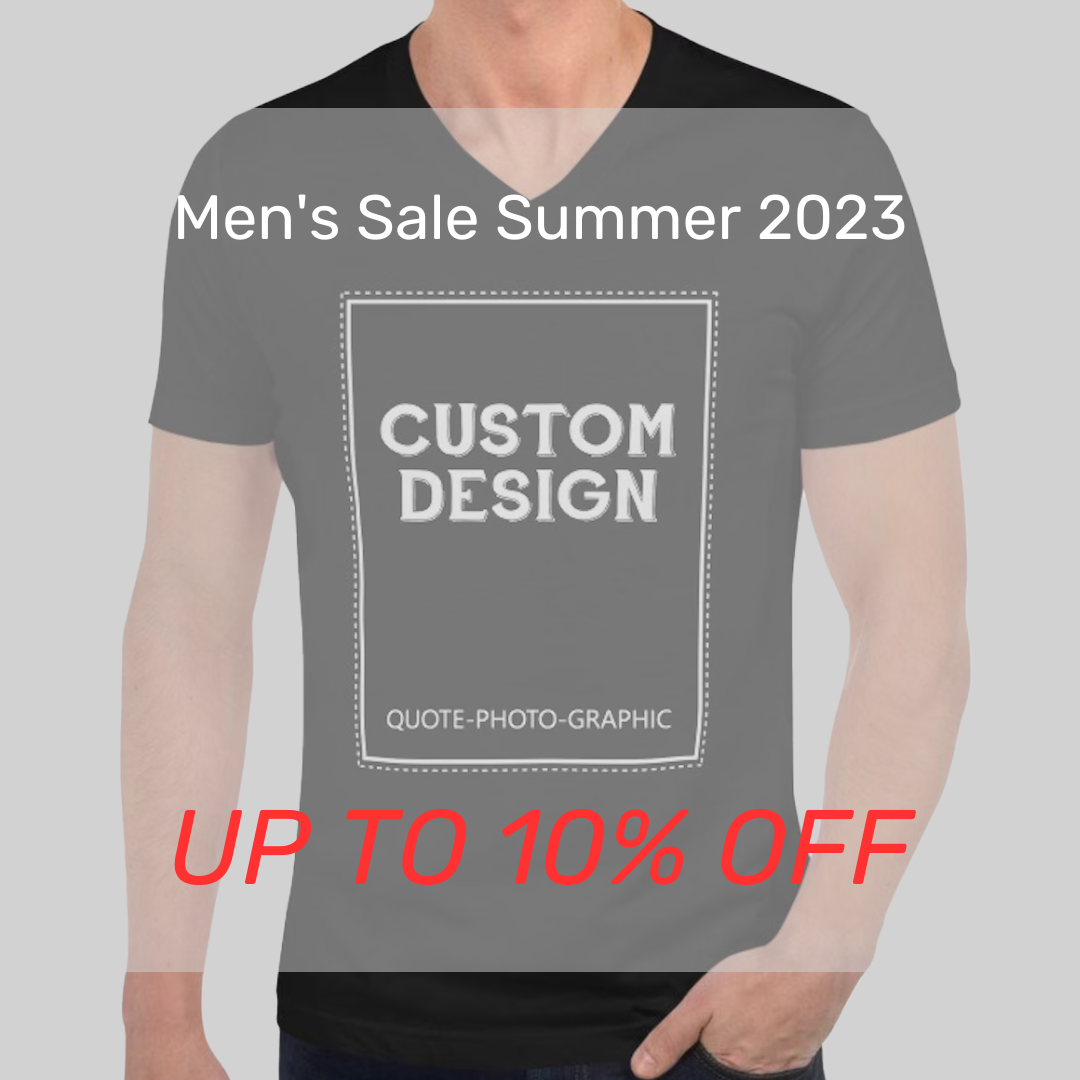 Men's Sale Summer 2023
CUSTOM
DESIGN
QUOTE-PHOTO-GRAPHIC
UP TO 10% OFF